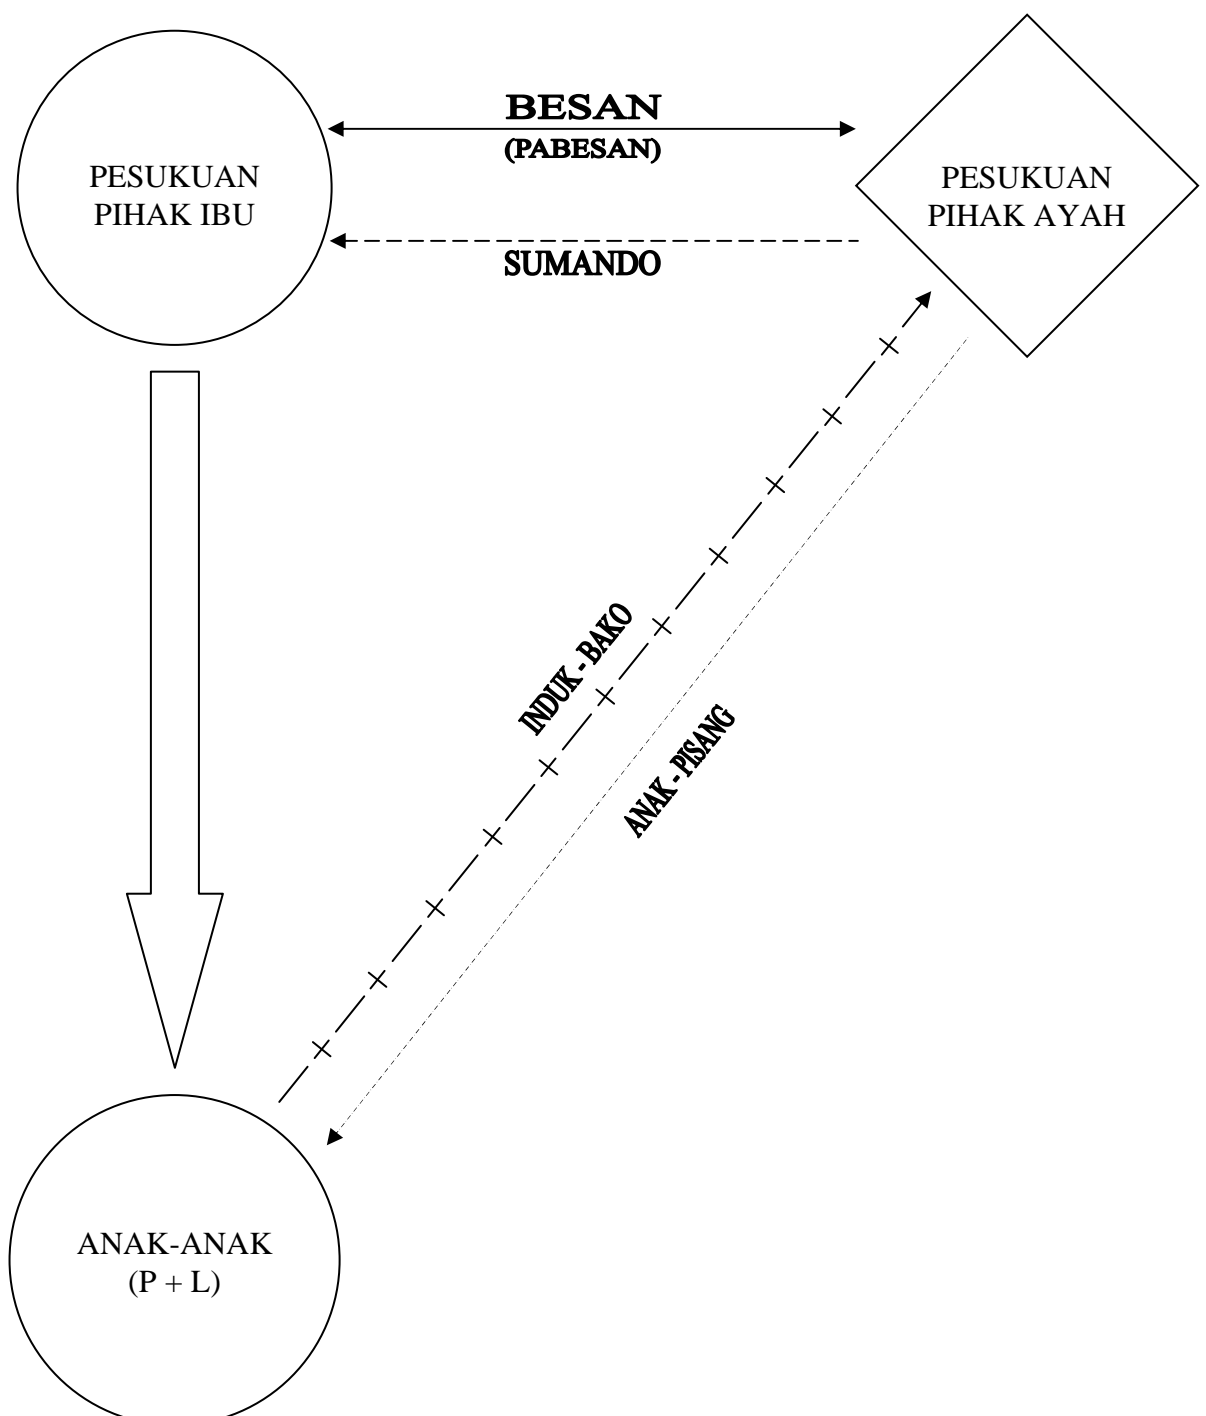 BESAN
(PABESAN)
PESUKUAN
PIHAK IBU
PESUKUAN
PIHAK AYAH
SUMANDO
INDUK - BAKO
ANAK - PISANG
ANAK-ANAK
(P + L)